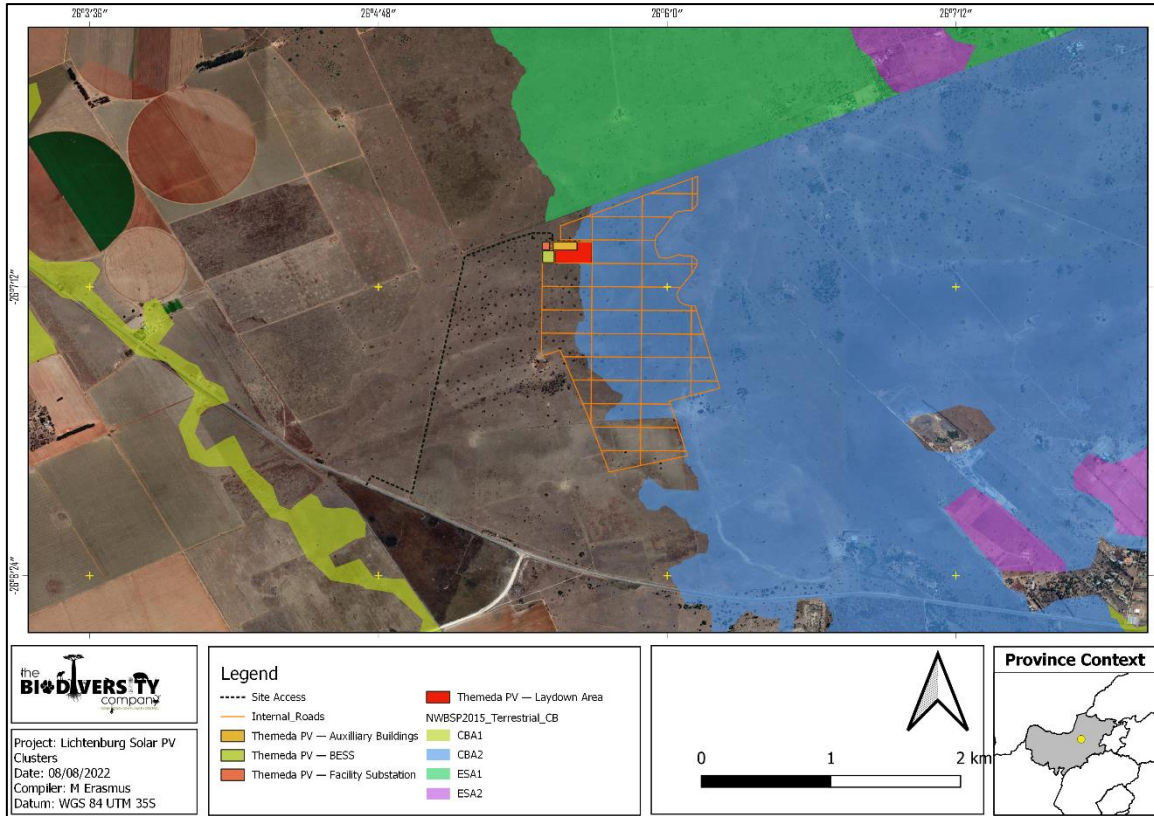 26°3′36″ 26°4′48″ 26°6′0″ 26°7′12″
-26°7′12″
-26°8′24″
the
BIODIVERSITY
company
Project: Lichtenburg Solar PV
Clusters
Date: 08/08/2022
Compiler: M Erasmus
Datum: WGS 84 UTM 35S
Legend
Site Access
Internal_Roads
Themeda PV — Auxilliary Buildings
Themeda PV — BESS
Themeda PV — Facility Substation
Themeda PV — Laydown Area
NWBSP2015_Terrestrial_CB
CBA1
CBA2
ESA1
ESA2
0 1 2 km
Province Context